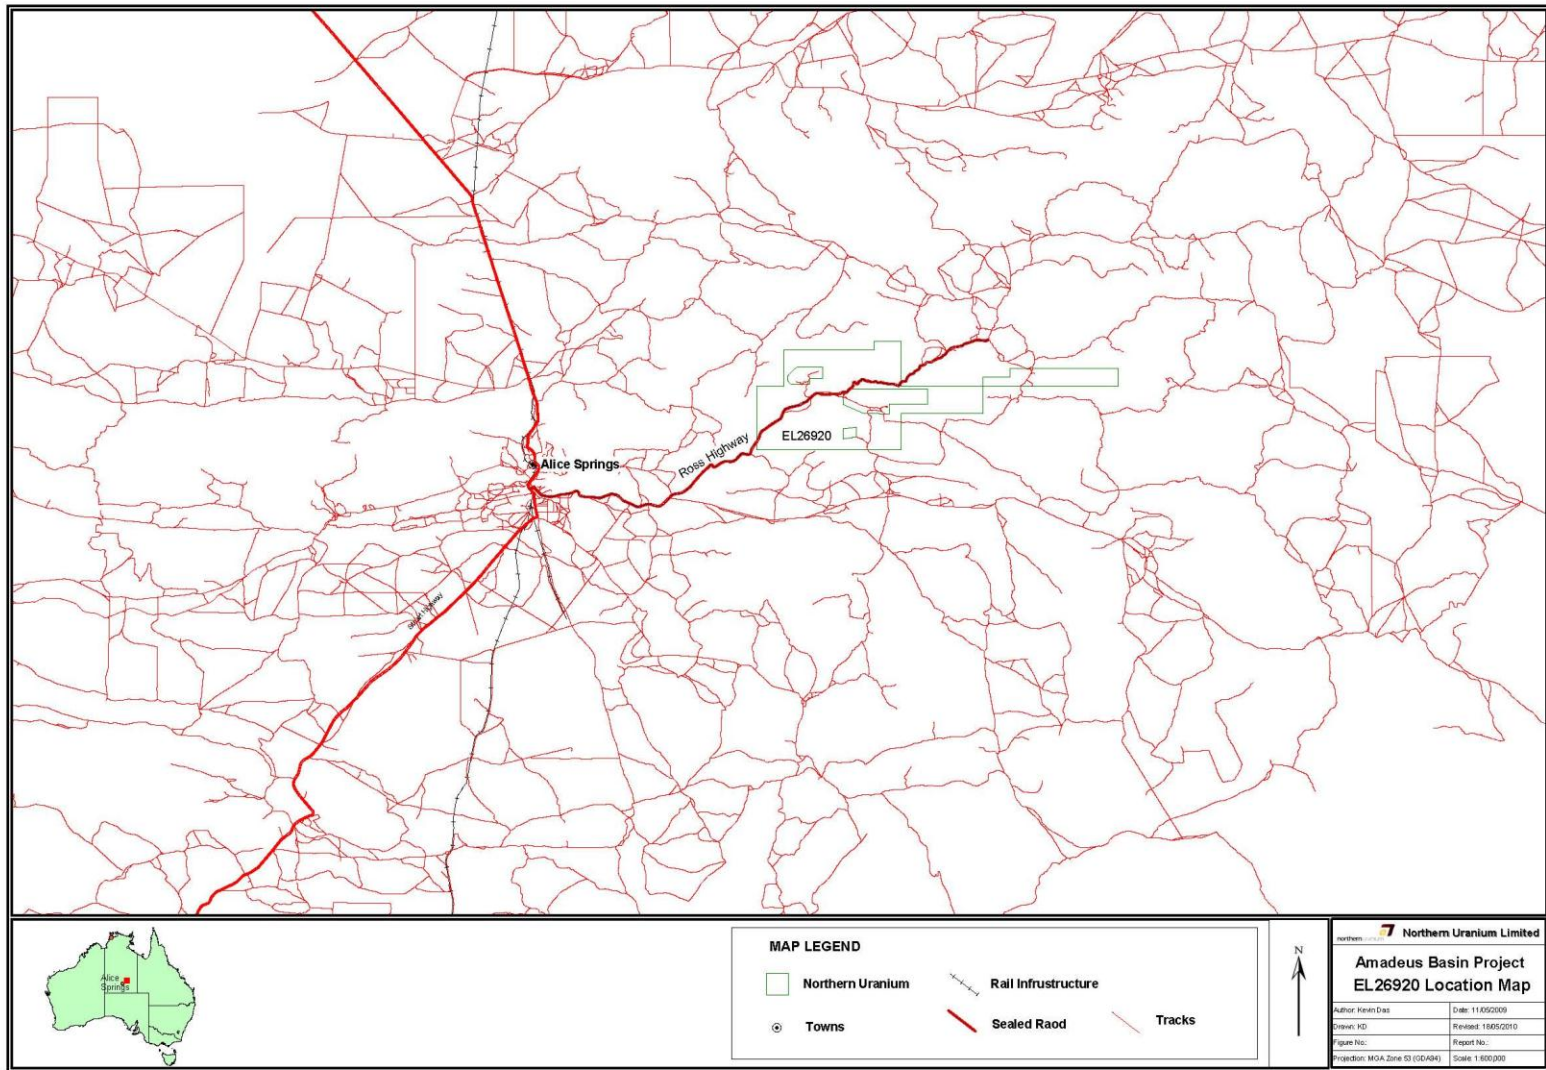 Alice Springs
Ross Highway
EL26920
Alice
Springs
MAP LEGEND
Northern Uranium
Rail Infrustructure
Towns
Sealed Raod
Tracks
N
Northern Uranium Limited
Amadeus Basin Project
EL26920 Location Map
Author: Kevin Das
Date: 11/05/2009
Drawn: KD
Revised: 18/05/2010
Figure No.:
Report No.:
Projection: MGA Zone 53 (GDA94)
Scale: 1:600,000